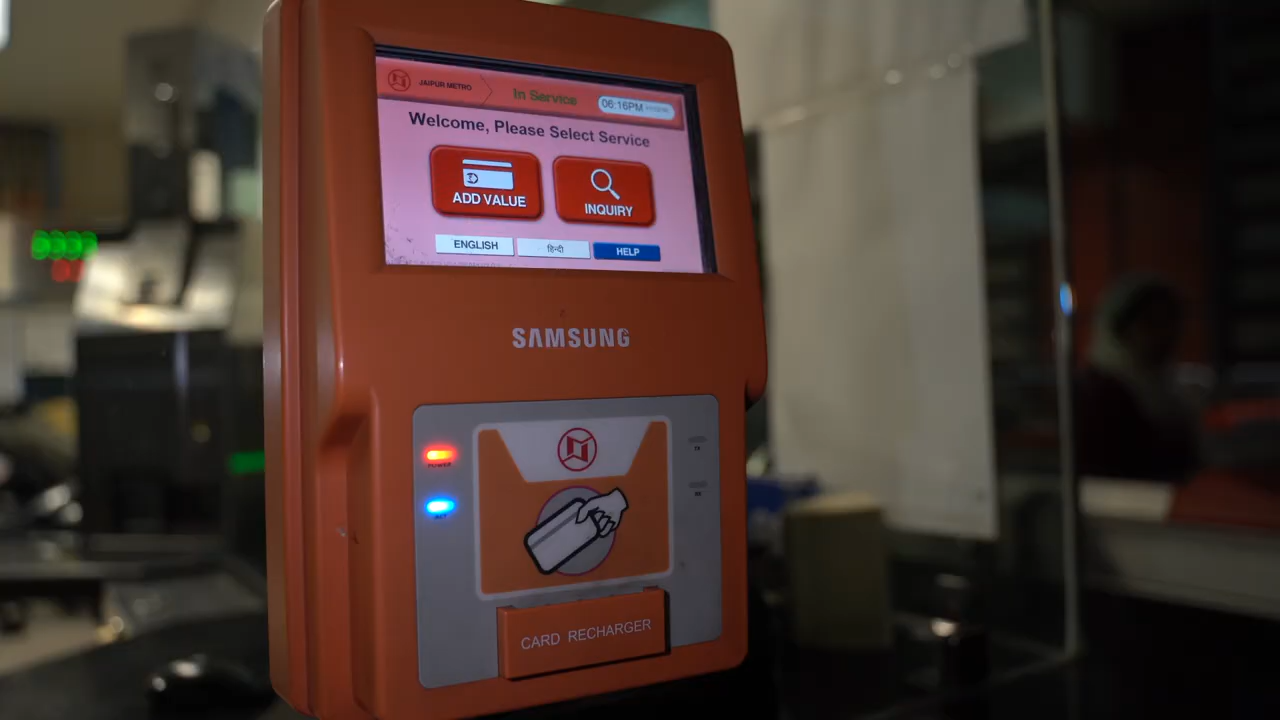 JAIPUR METRO
In Service
06:16PM
Welcome, Please Select Service
ADD VALUE
INQUIRY
ENGLISH
हिन्दी
HELP
SAMSUNG
POWER
CARD RECHARGER